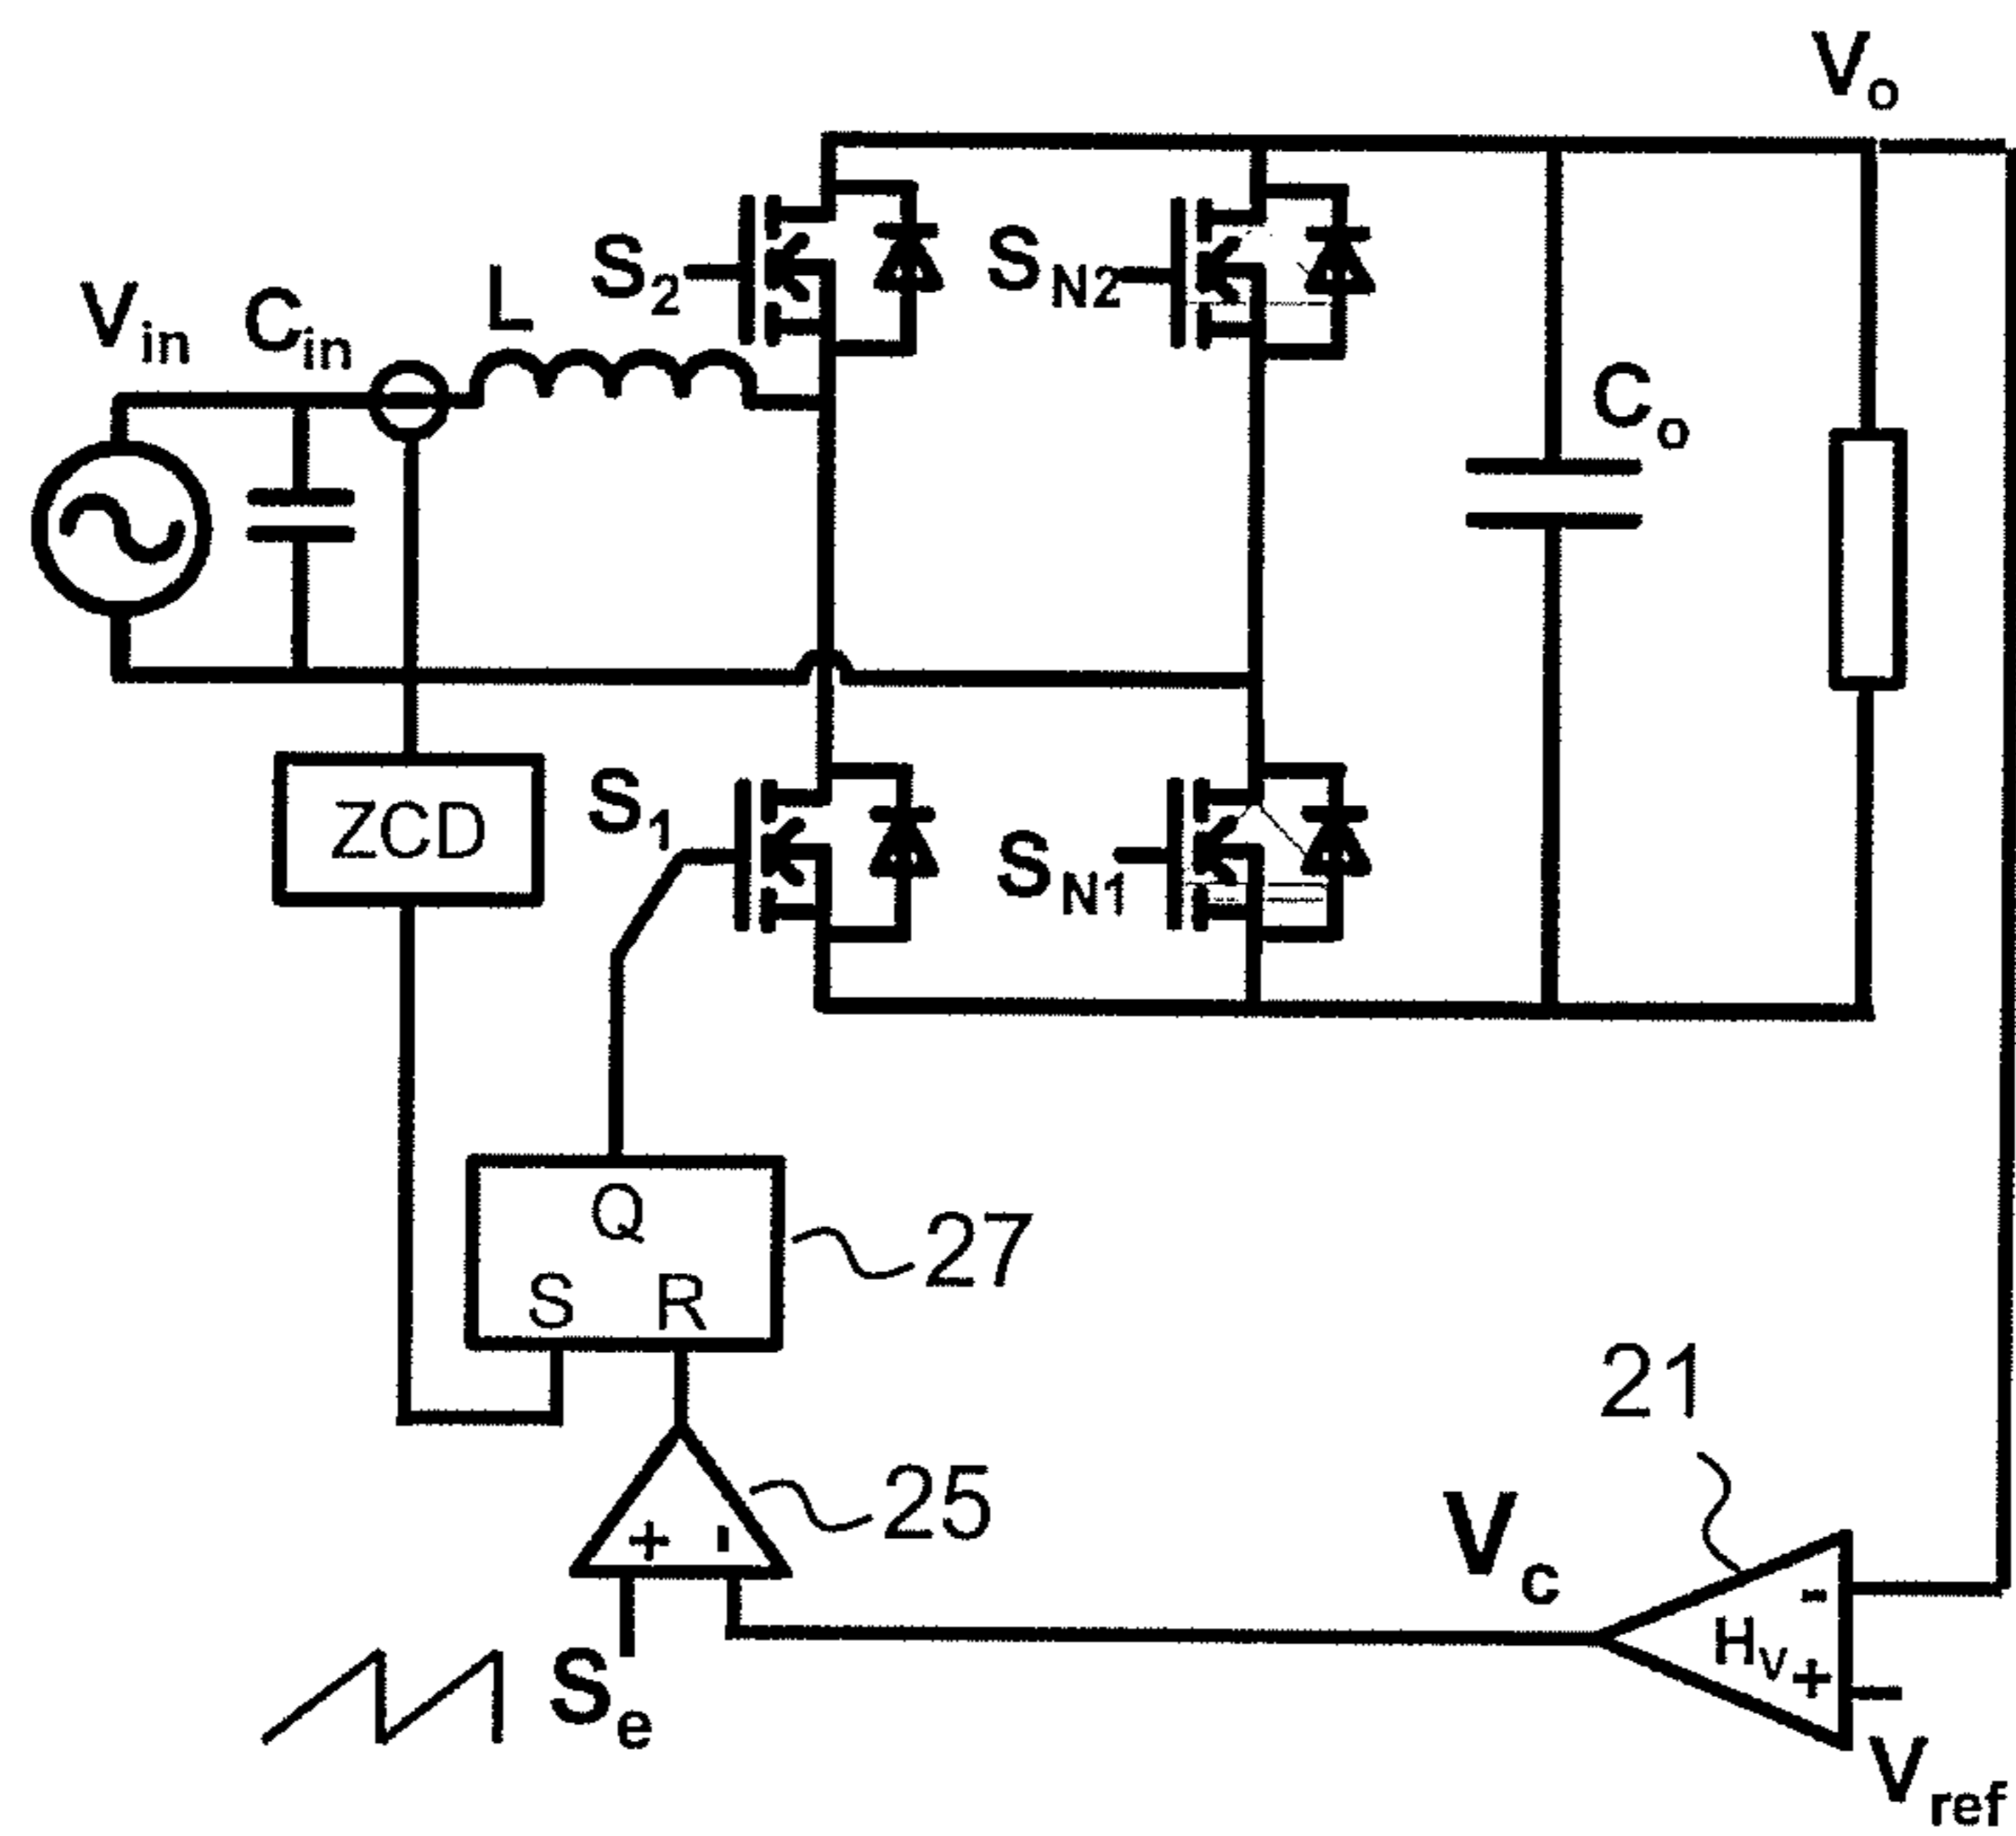 Vo
S2
SN2
Vin
Cin
L
Co
ZCD
S1
SN1
Q
S R
27
21
25
+ -
Vc
-
Hv
+
Se
Vref